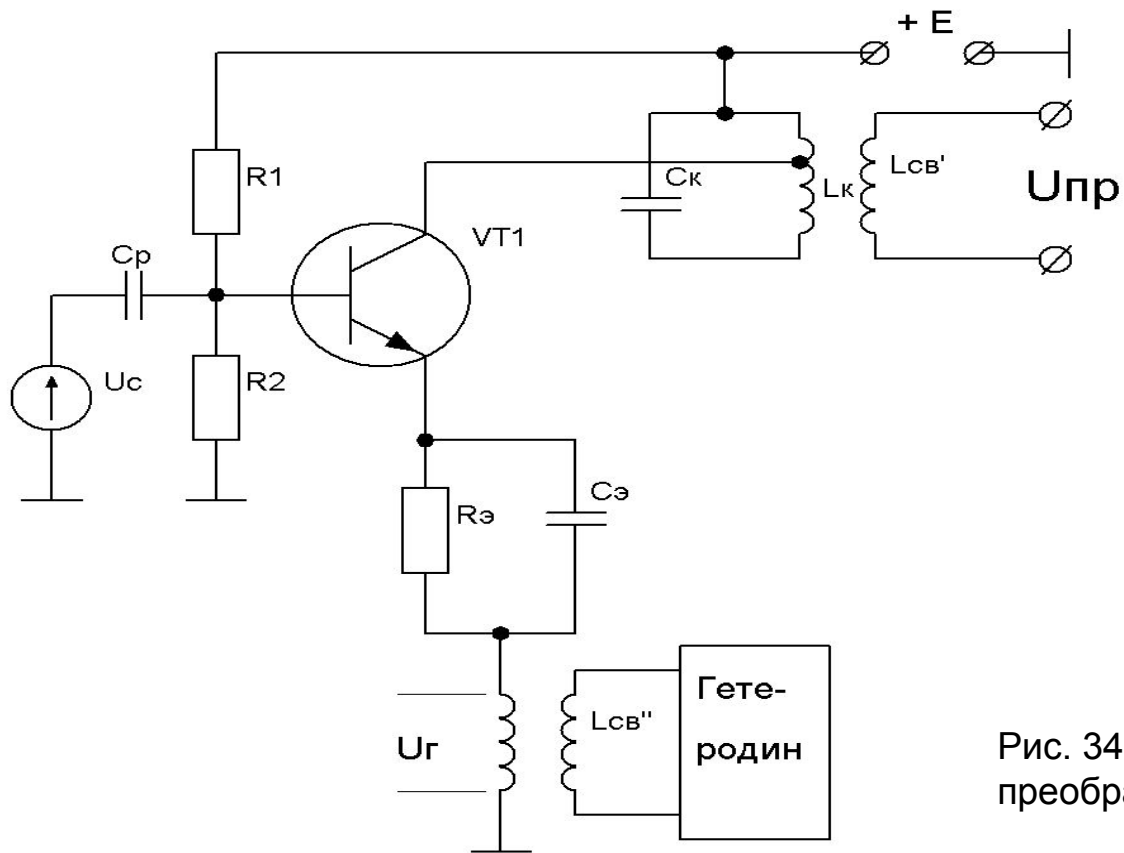 + E
R1
Cк
Lк
Lсв'
Uпр
VT1
Cр
Uс
R2
Rэ
Cэ
Uг
Lсв"
Гете-
родин
Рис. 34
преобра